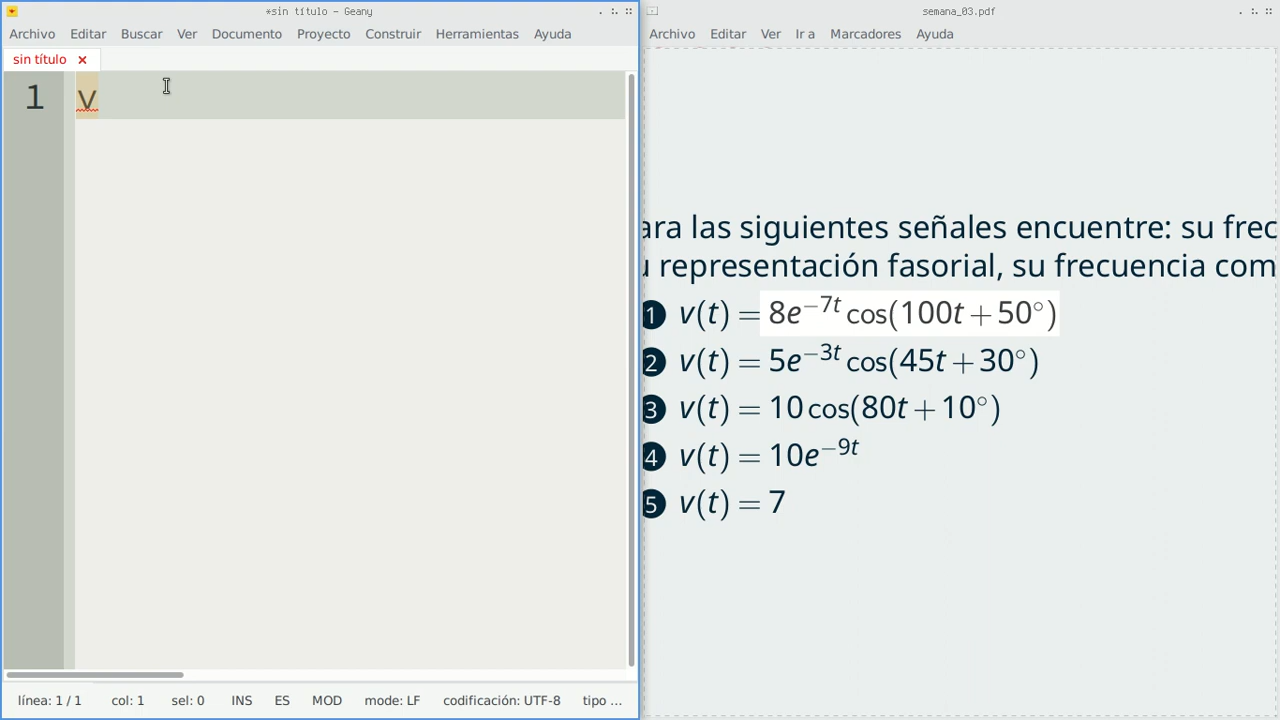 *sin título - Geany
Archivo Editar Buscar Ver Documento Proyecto Construir Herramientas Ayuda
sin título
1 v
línea: 1 / 1 col: 1 sel: 0 INS ES MOD mode: LF codificación: UTF-8 tipo ...
semana_03.pdf
Archivo Editar Ver Ir a Marcadores Ayuda
ara las siguientes señales encuentre: su frec
u representación fasorial, su frecuencia com
1 v(t) = 8e^{−7t} cos(100t + 50°)
2 v(t) = 5e^{−3t} cos(45t + 30°)
3 v(t) = 10 cos(80t + 10°)
4 v(t) = 10e^{−9t}
5 v(t) = 7